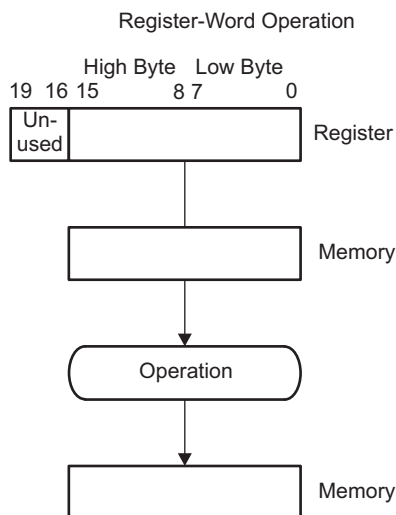 Register-Word Operation
High Byte Low Byte
19 16 15 8 7 0
Un-
used
Register
Memory
Operation
Memory